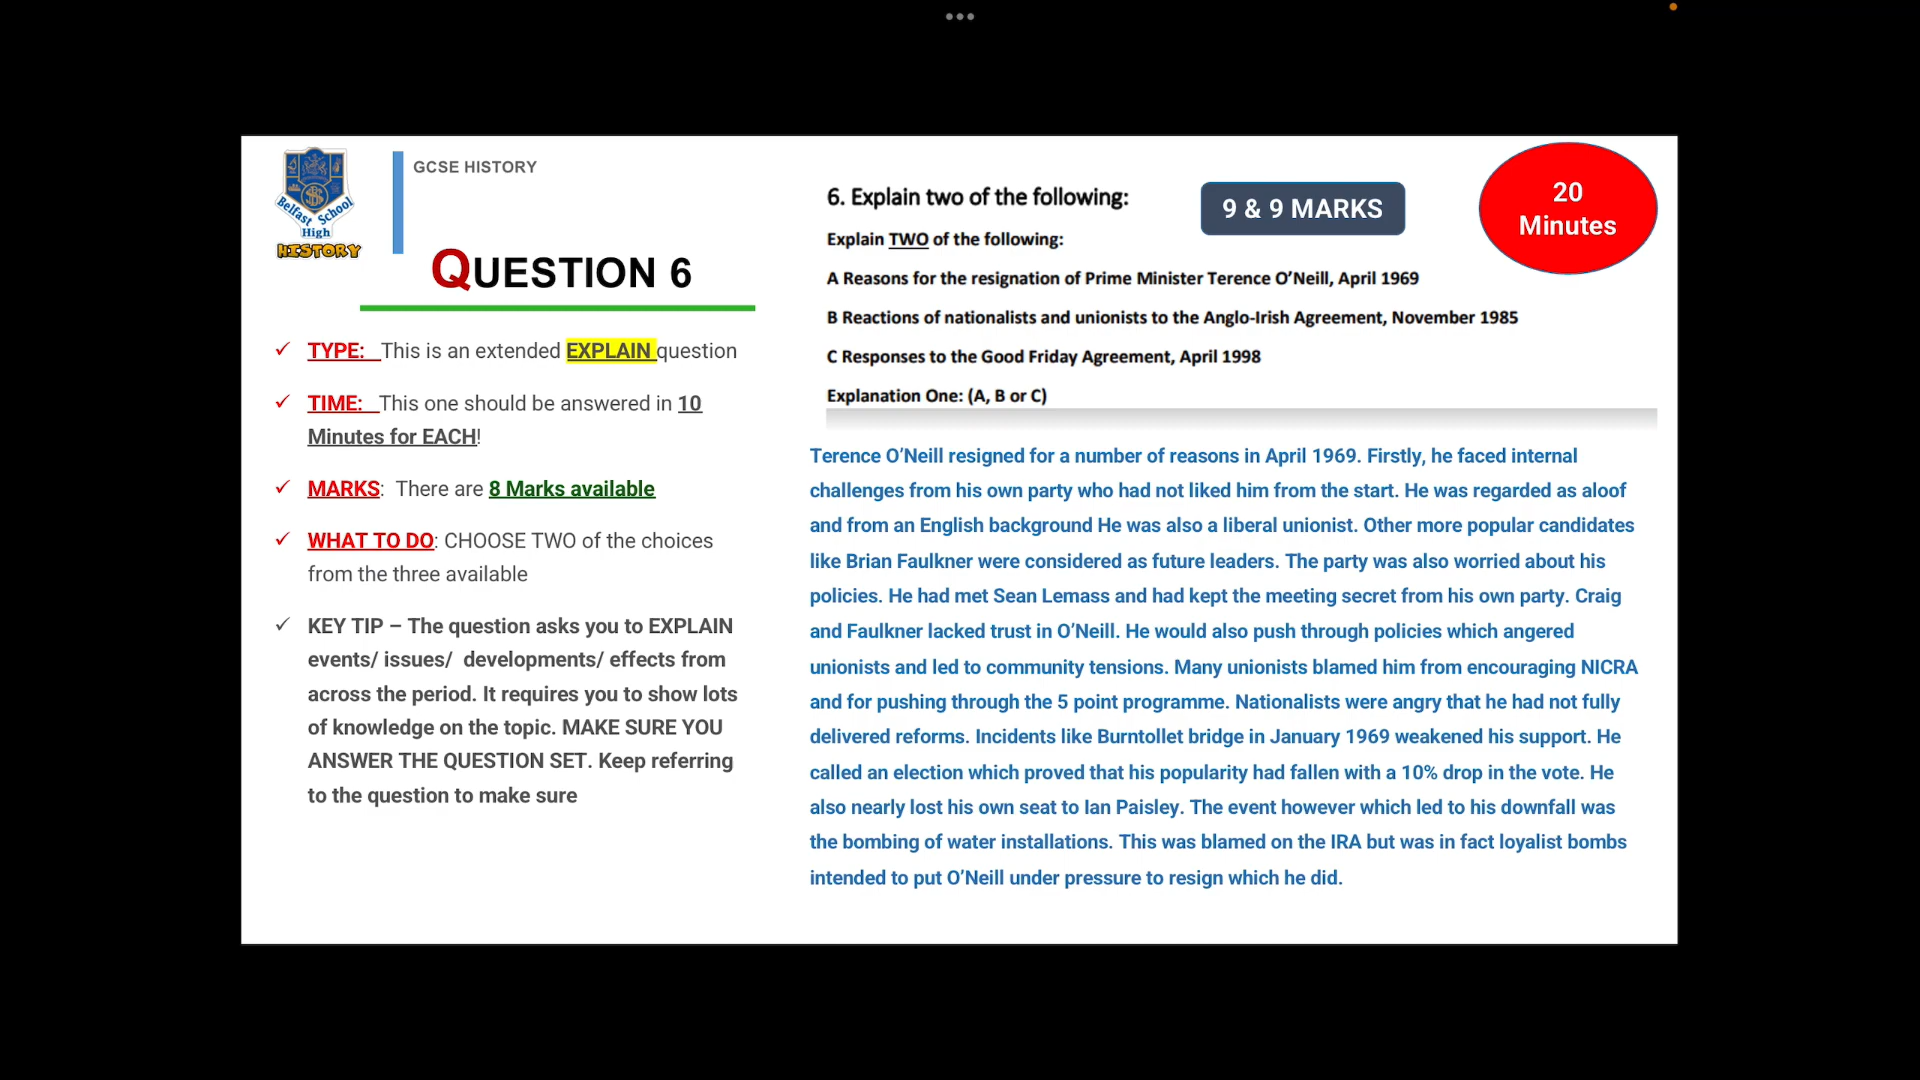 Belfast School
High
HISTORY
GCSE HISTORY
QUESTION 6
✓ TYPE: This is an extended EXPLAIN question
✓ TIME: This one should be answered in 10
Minutes for EACH!
✓ MARKS: There are 8 Marks available
✓ WHAT TO DO: CHOOSE TWO of the choices
from the three available
✓ KEY TIP – The question asks you to EXPLAIN
events/ issues/ developments/ effects from
across the period. It requires you to show lots
of knowledge on the topic. MAKE SURE YOU
ANSWER THE QUESTION SET. Keep referring
to the question to make sure
6. Explain two of the following:
9 & 9 MARKS
20
Minutes
Explain TWO of the following:
A Reasons for the resignation of Prime Minister Terence O’Neill, April 1969
B Reactions of nationalists and unionists to the Anglo-Irish Agreement, November 1985
C Responses to the Good Friday Agreement, April 1998
Explanation One: (A, B or C)
Terence O’Neill resigned for a number of reasons in April 1969. Firstly, he faced internal
challenges from his own party who had not liked him from the start. He was regarded as aloof
and from an English background He was also a liberal unionist. Other more popular candidates
like Brian Faulkner were considered as future leaders. The party was also worried about his
policies. He had met Sean Lemass and had kept the meeting secret from his own party. Craig
and Faulkner lacked trust in O’Neill. He would also push through policies which angered
unionists and led to community tensions. Many unionists blamed him from encouraging NICRA
and for pushing through the 5 point programme. Nationalists were angry that he had not fully
delivered reforms. Incidents like Burntollet bridge in January 1969 weakened his support. He
called an election which proved that his popularity had fallen with a 10% drop in the vote. He
also nearly lost his own seat to Ian Paisley. The event however which led to his downfall was
the bombing of water installations. This was blamed on the IRA but was in fact loyalist bombs
intended to put O’Neill under pressure to resign which he did.